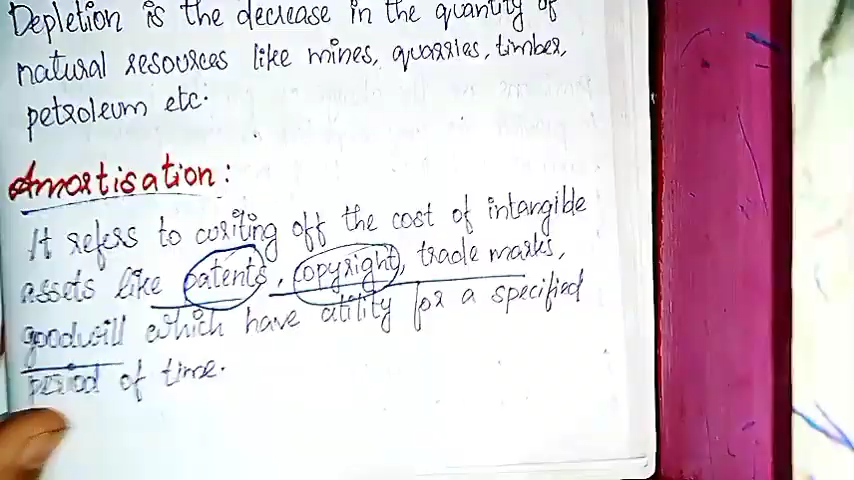 Depletion is the decrease in the quantity of
natural resources like mines, quarries, timber,
petroleum etc.
Amortisation:
It refers to writing off the cost of intangible
assets like patents, copyright, trade marks,
goodwill which have utility for a specified
period of time.